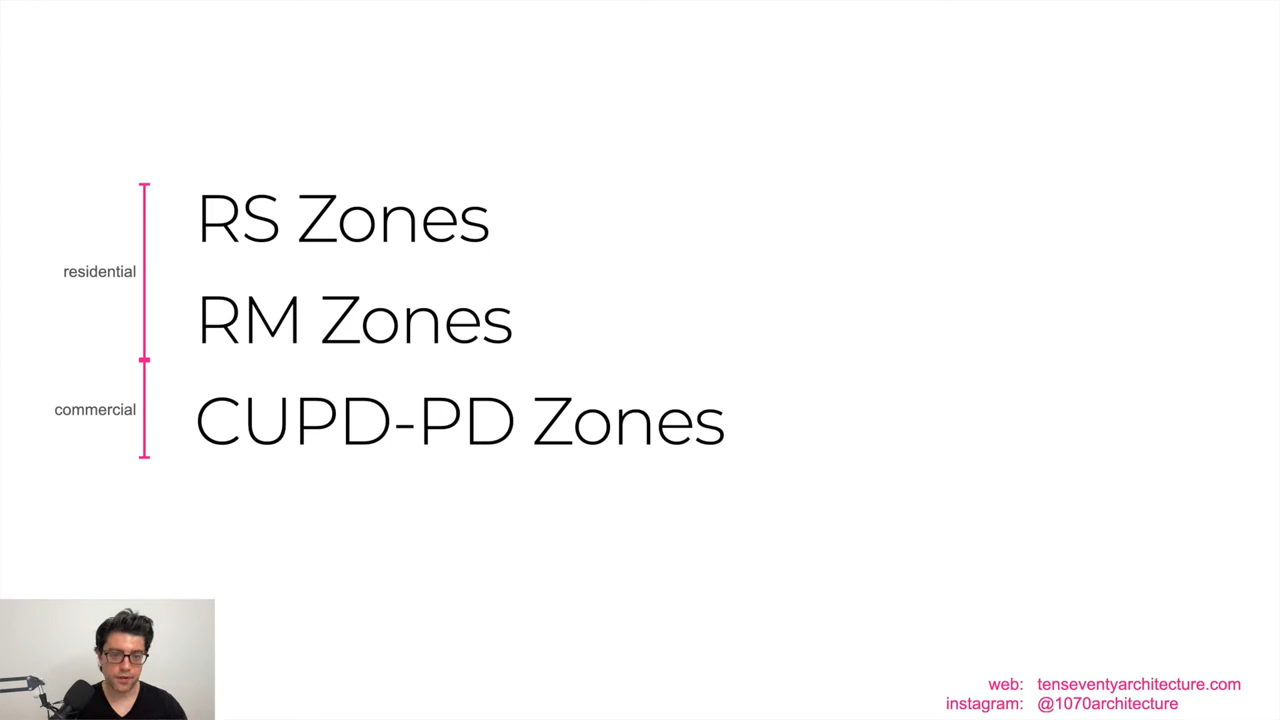 RS Zones
residential
RM Zones
commercial
CUPD-PD Zones
web: tenseventyarchitecture.com
instagram: @1070architecture